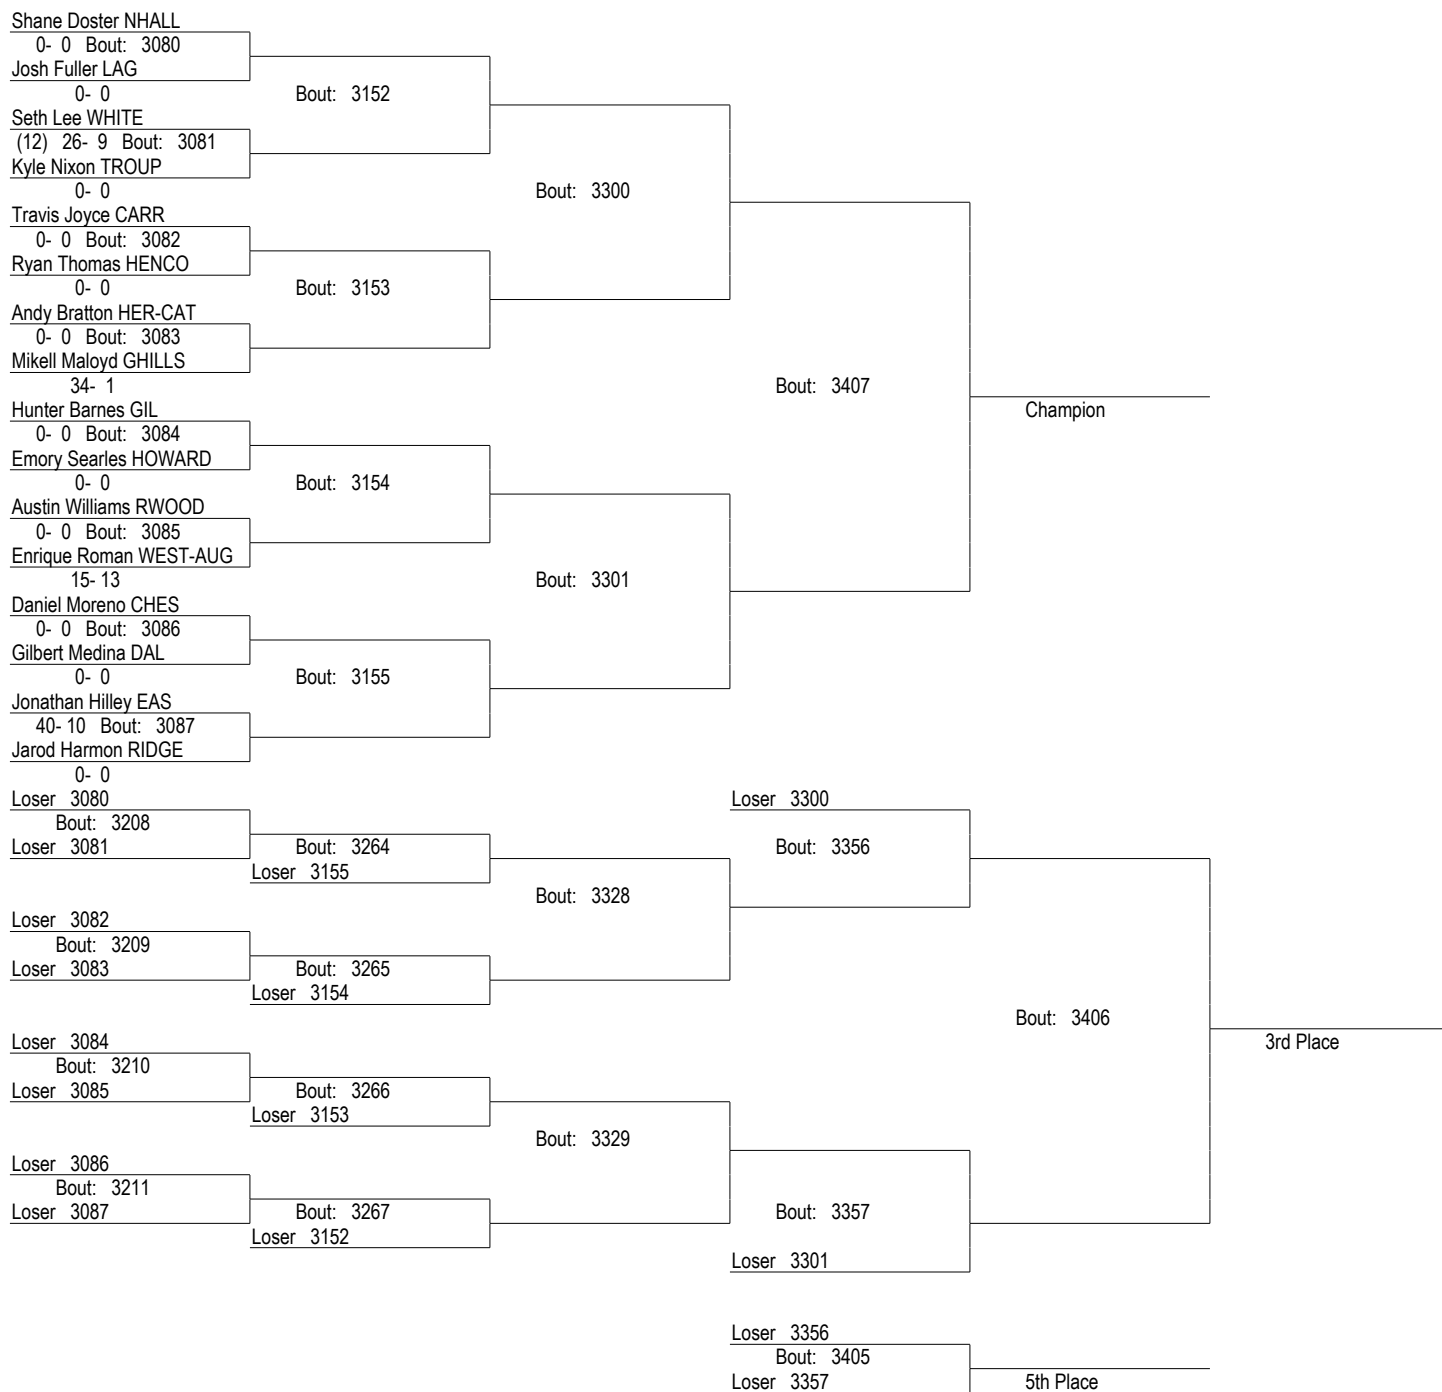 Shane Doster NHALL
0- 0 Bout: 3080
Josh Fuller LAG
0- 0 Bout: 3152
Seth Lee WHITE
(12) 26- 9 Bout: 3081
Kyle Nixon TROUP
0- 0 Bout: 3300
Travis Joyce CARR
0- 0 Bout: 3082
Ryan Thomas HENCO
0- 0 Bout: 3153
Andy Bratton HER-CAT
0- 0 Bout: 3083
Mikell Maloyd GHILLS
34- 1 Bout: 3407
Hunter Barnes GIL Champion
0- 0 Bout: 3084
Emory Searles HOWARD
0- 0 Bout: 3154
Austin Williams RWOOD
0- 0 Bout: 3085
Enrique Roman WEST-AUG
15- 13 Bout: 3301
Daniel Moreno CHES
0- 0 Bout: 3086
Gilbert Medina DAL
0- 0 Bout: 3155
Jonathan Hilley EAS
40- 10 Bout: 3087
Jarod Harmon RIDGE
0- 0
Loser 3080 Loser 3300
Bout: 3208
Loser 3081 Bout: 3264 Bout: 3356
Loser 3155
Bout: 3328
Loser 3082
Bout: 3209
Loser 3083 Bout: 3265
Loser 3154
Bout: 3406
Loser 3084 3rd Place
Bout: 3210
Loser 3085 Bout: 3266
Loser 3153
Bout: 3329
Loser 3086
Bout: 3211
Loser 3087 Bout: 3267 Bout: 3357
Loser 3152
Loser 3301
Loser 3356
Bout: 3405
Loser 3357 5th Place